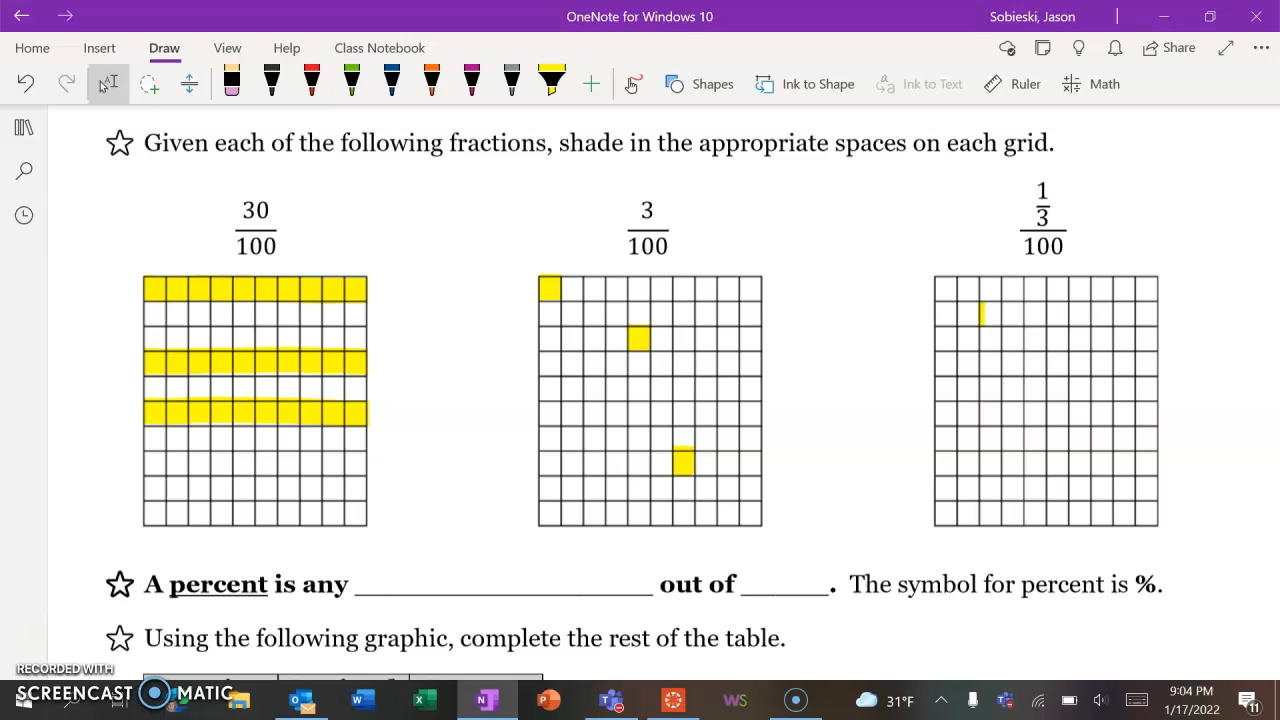 OneNote for Windows 10
Sobieski, Jason
Home Insert Draw View Help Class Notebook Share
Shapes Ink to Shape Ink to Text Ruler Math
☆ Given each of the following fractions, shade in the appropriate spaces on each grid.
30
100
3
100
1
3
100
☆ A percent is any ______________________ out of ______. The symbol for percent is %.
☆ Using the following graphic, complete the rest of the table.
RECORDED WITH
SCREENCAST MATIC
31°F
9:04 PM
1/17/2022
11